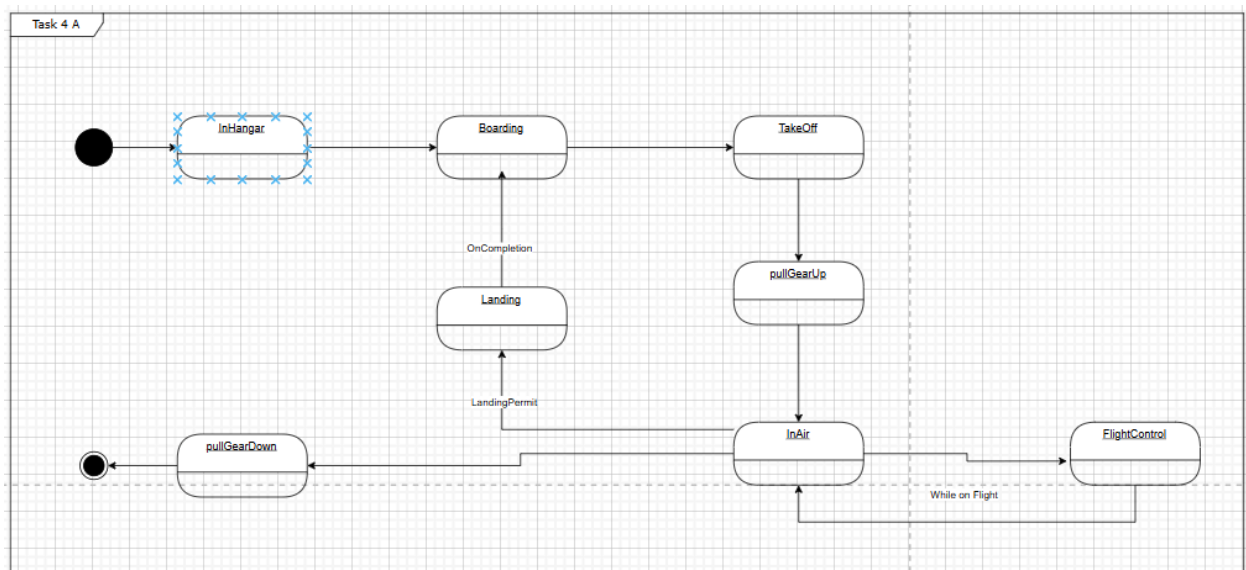 Task 4 A
InHangar
Boarding
TakeOff
OnCompletion
pullGearUp
Landing
LandingPermit
InAir
FlightControl
pullGearDown
While on Flight